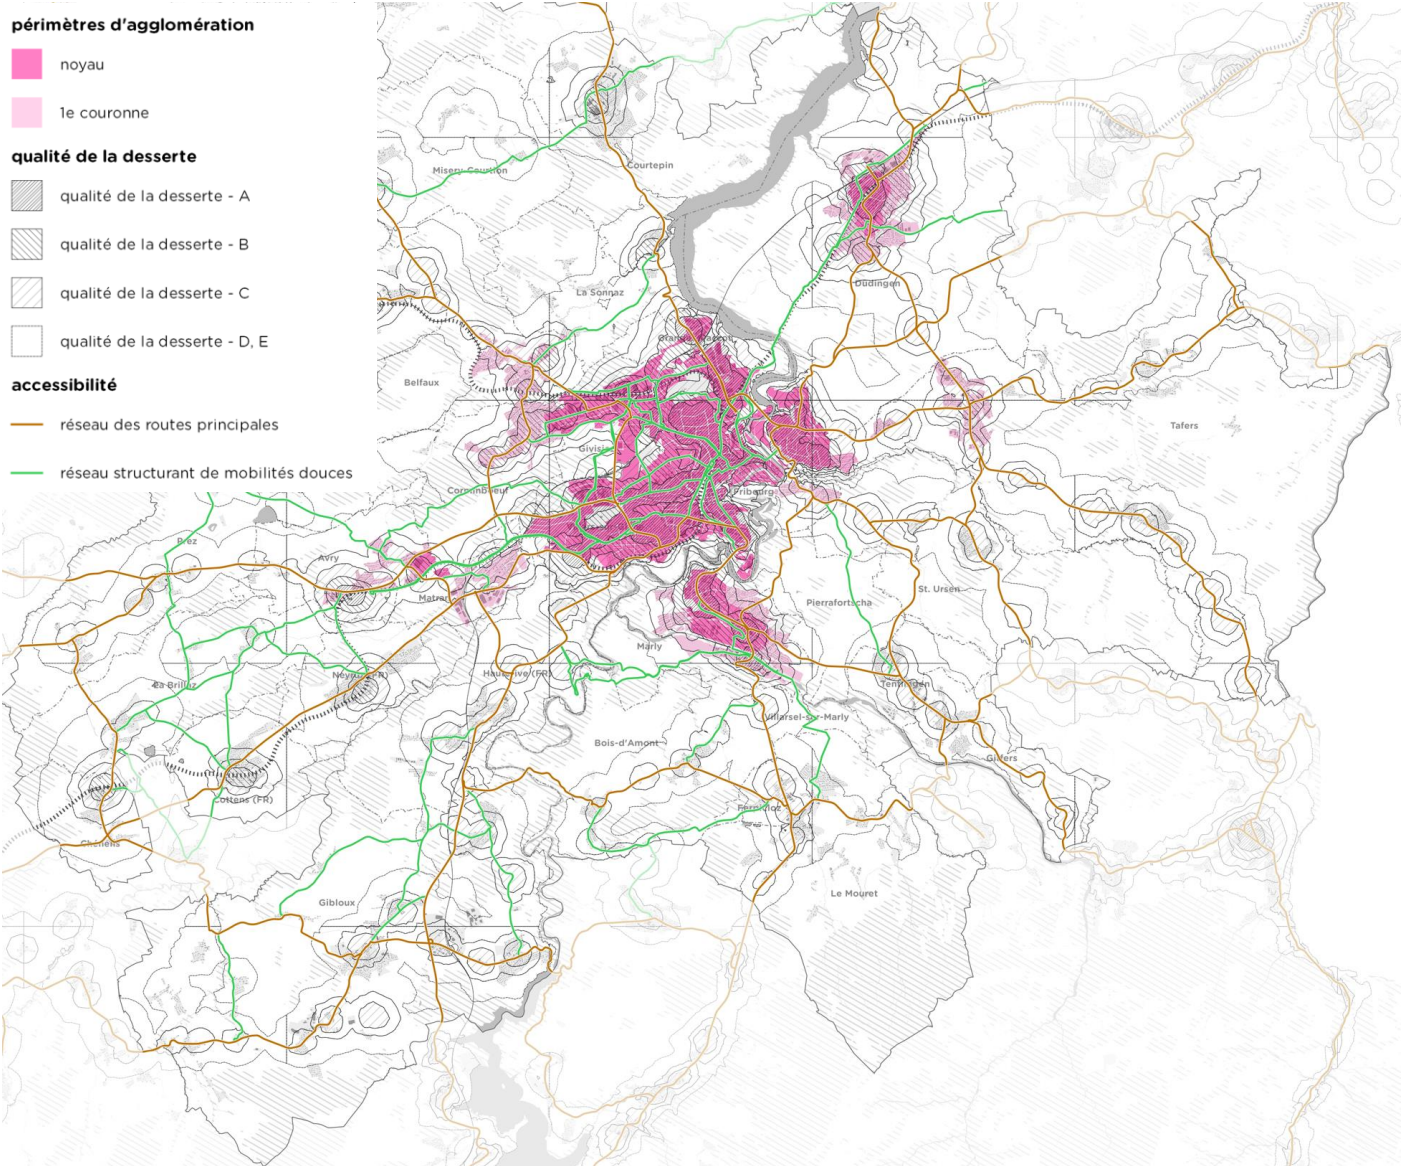 périmètres d'agglomération
noyau
1e couronne
qualité de la desserte
qualité de la desserte - A
qualité de la desserte - B
qualité de la desserte - C
qualité de la desserte - D, E
accessibilité
réseau des routes principales
réseau structurant de mobilités douces
Courtepin
Misery-Courtion
Düdingen
La Sonnaz
Belfaux
Tafers
Givisiez
Corminboeuf
Fribourg
Prez
Avry
Matran
Pierrafortscha
St. Ursen
Marly
Neyruz (FR)
Hauterive (FR)
La Brillaz
Tentlingen
Villarsel-sur-Marly
Bois-d'Amont
Giffers
Cottens (FR)
Ferpicloz
Chénens
Le Mouret
Gibloux